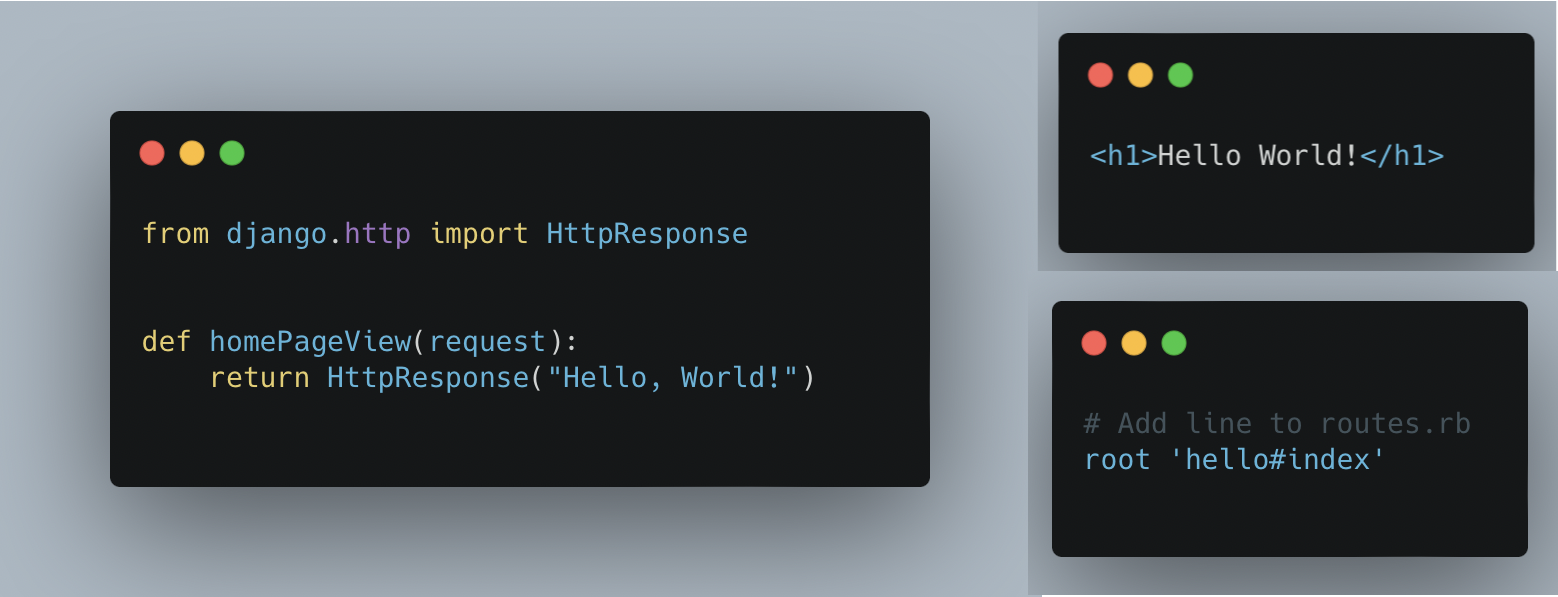 from django.http import HttpResponse
def homePageView(request):
    return HttpResponse("Hello, World!")
<h1>Hello World!</h1>
# Add line to routes.rb
root 'hello#index'